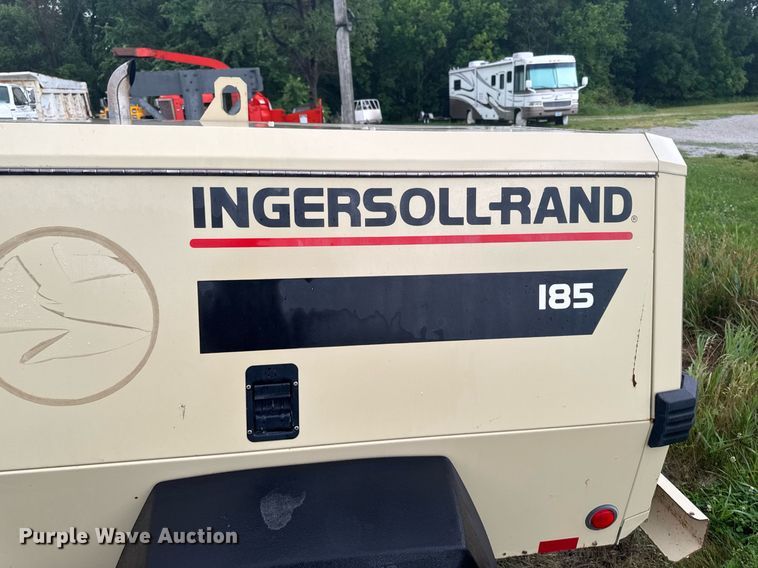 INGERSOLL-RAND®
185
Purple Wave Auction